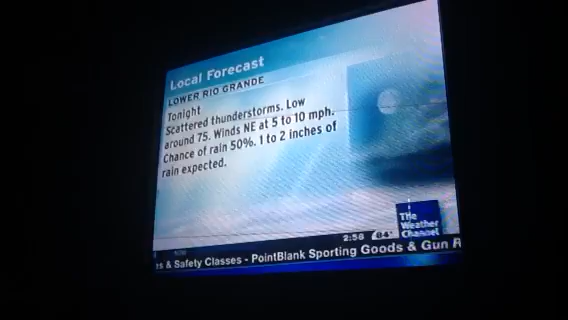 Local Forecast
LOWER RIO GRANDE
Tonight
Scattered thunderstorms. Low
around 75. Winds NE at 5 to 10 mph.
Chance of rain 50%. 1 to 2 inches of
rain expected.
The
Weather
Channel
2:56 84°
& Safety Classes - PointBlank Sporting Goods & Gun